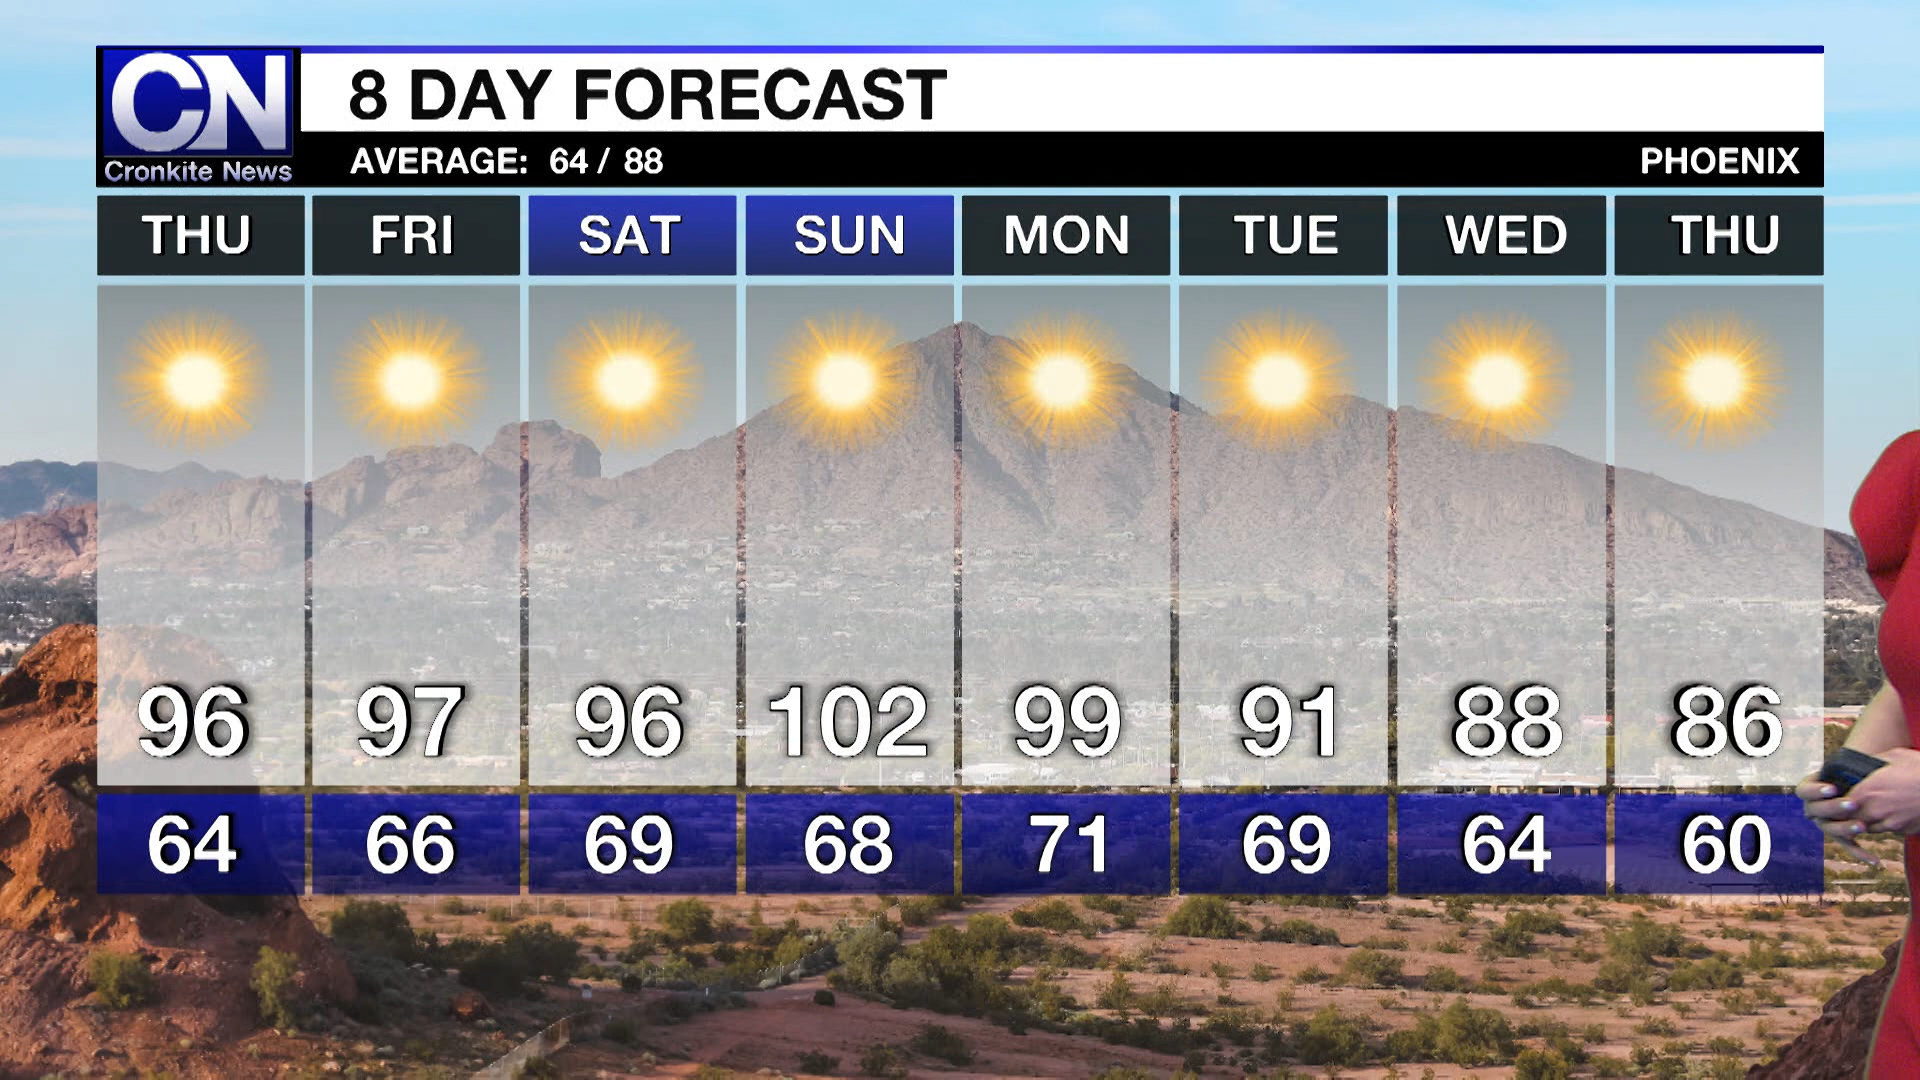 CN
Cronkite News
8 DAY FORECAST
AVERAGE: 64 / 88
PHOENIX
THU FRI SAT SUN MON TUE WED THU
96 97 96 102 99 91 88 86
64 66 69 68 71 69 64 60